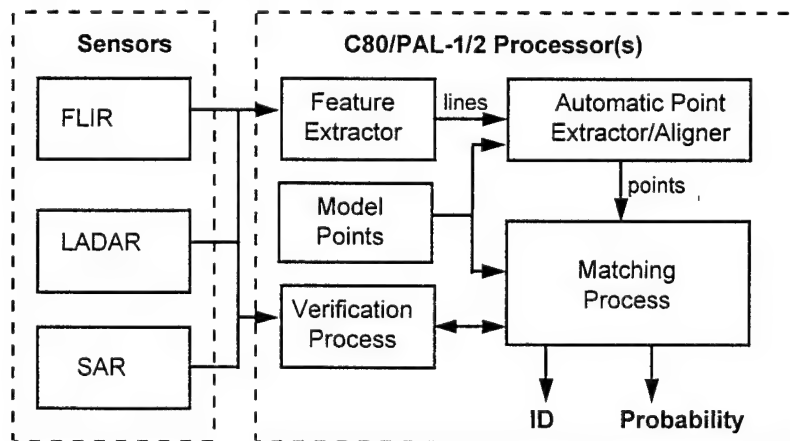 Sensors
C80/PAL-1/2 Processor(s)
FLIR
Feature
Extractor
lines
Automatic Point
Extractor/Aligner
points
LADAR
Model
Points
Matching
Process
Verification
Process
SAR
ID
Probability